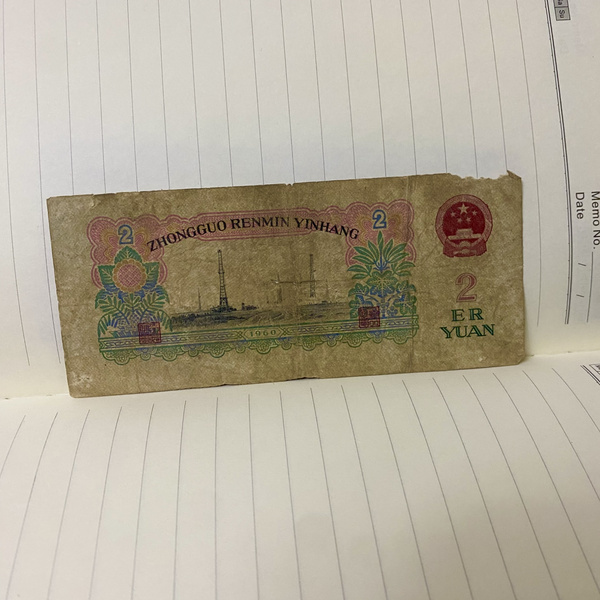 2
ZHONGGUO RENMIN YINHANG
2
2
ER
YUAN
1960
Memo No.
Date / /